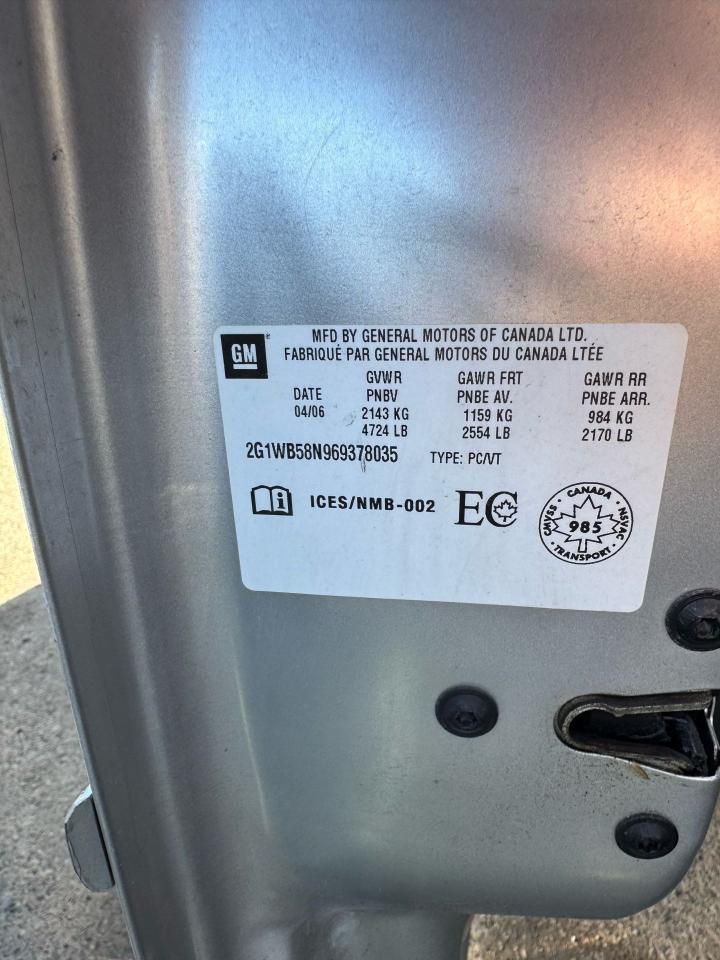 GM
MFD BY GENERAL MOTORS OF CANADA LTD.
FABRIQUÉ PAR GENERAL MOTORS DU CANADA LTÉE
GVWR GAWR FRT GAWR RR
DATE PNBV PNBE AV. PNBE ARR.
04/06 2143 KG 1159 KG 984 KG
4724 LB 2554 LB 2170 LB
2G1WB58N969378035 TYPE: PC/VT
i ICES/NMB-002 EC
CANADA
CMVSS 985 NSVAC
TRANSPORT